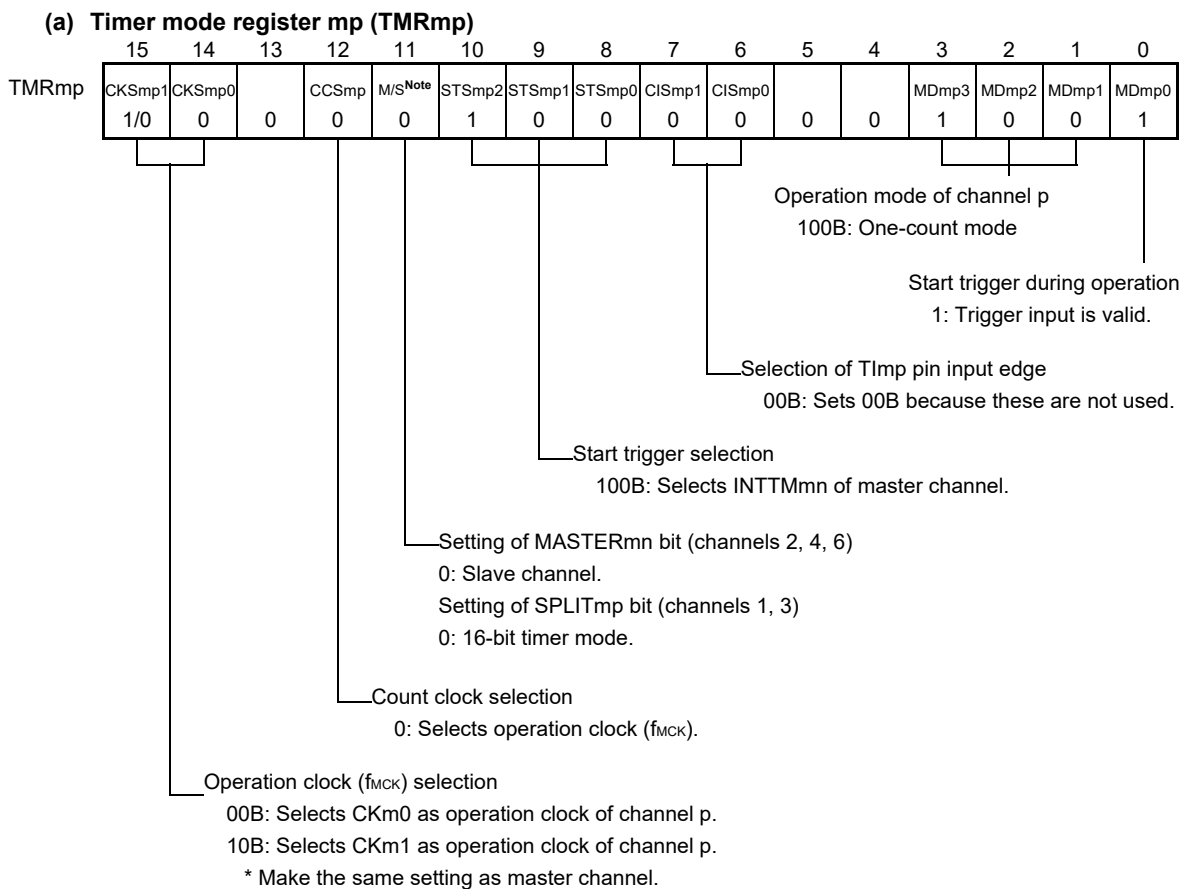 (a) Timer mode register mp (TMRmp)
15 14 13 12 11 10 9 8 7 6 5 4 3 2 1 0
TMRmp CKSmp1 CKSmp0 CCSmp M/SNote STSmp2 STSmp1 STSmp0 CISmp1 CISmp0 MDmp3 MDmp2 MDmp1 MDmp0
1/0 0 0 0 0 1 0 0 0 0 0 0 1 0 0 1
Operation mode of channel p
100B: One-count mode
Start trigger during operation
1: Trigger input is valid.
Selection of TImp pin input edge
00B: Sets 00B because these are not used.
Start trigger selection
100B: Selects INTTMmn of master channel.
Setting of MASTERmn bit (channels 2, 4, 6)
0: Slave channel.
Setting of SPLITmp bit (channels 1, 3)
0: 16-bit timer mode.
Count clock selection
0: Selects operation clock (fMCK).
Operation clock (fMCK) selection
00B: Selects CKm0 as operation clock of channel p.
10B: Selects CKm1 as operation clock of channel p.
* Make the same setting as master channel.